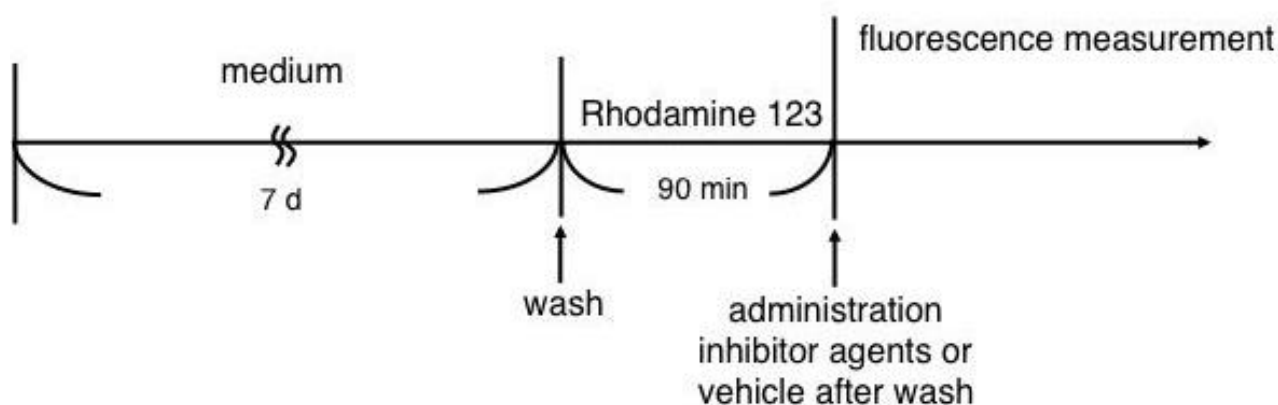 fluorescence measurement
medium
Rhodamine 123
7 d
90 min
wash
administration
inhibitor agents or
vehicle after wash